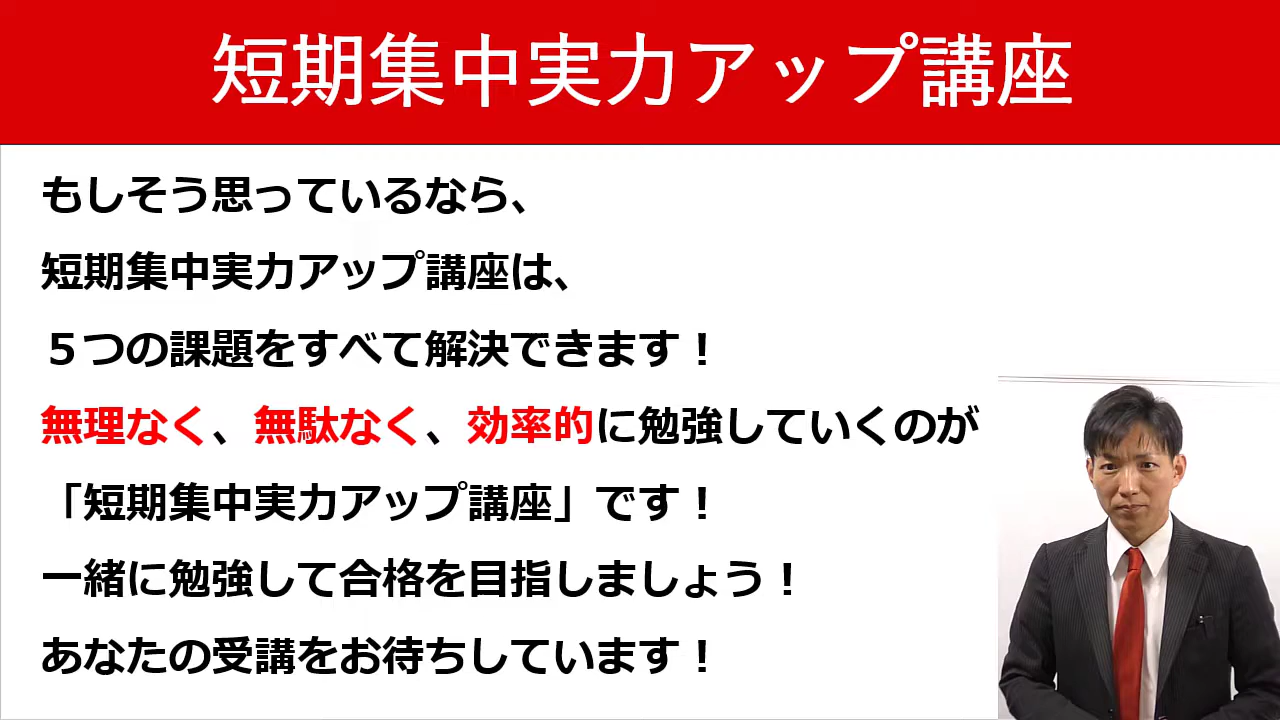 短期集中実力アップ講座
もしそう思っているなら、
短期集中実力アップ講座は、
５つの課題をすべて解決できます！
無理なく、無駄なく、効率的に勉強していくのが
「短期集中実力アップ講座」です！
一緒に勉強して合格を目指しましょう！
あなたの受講をお待ちしています！